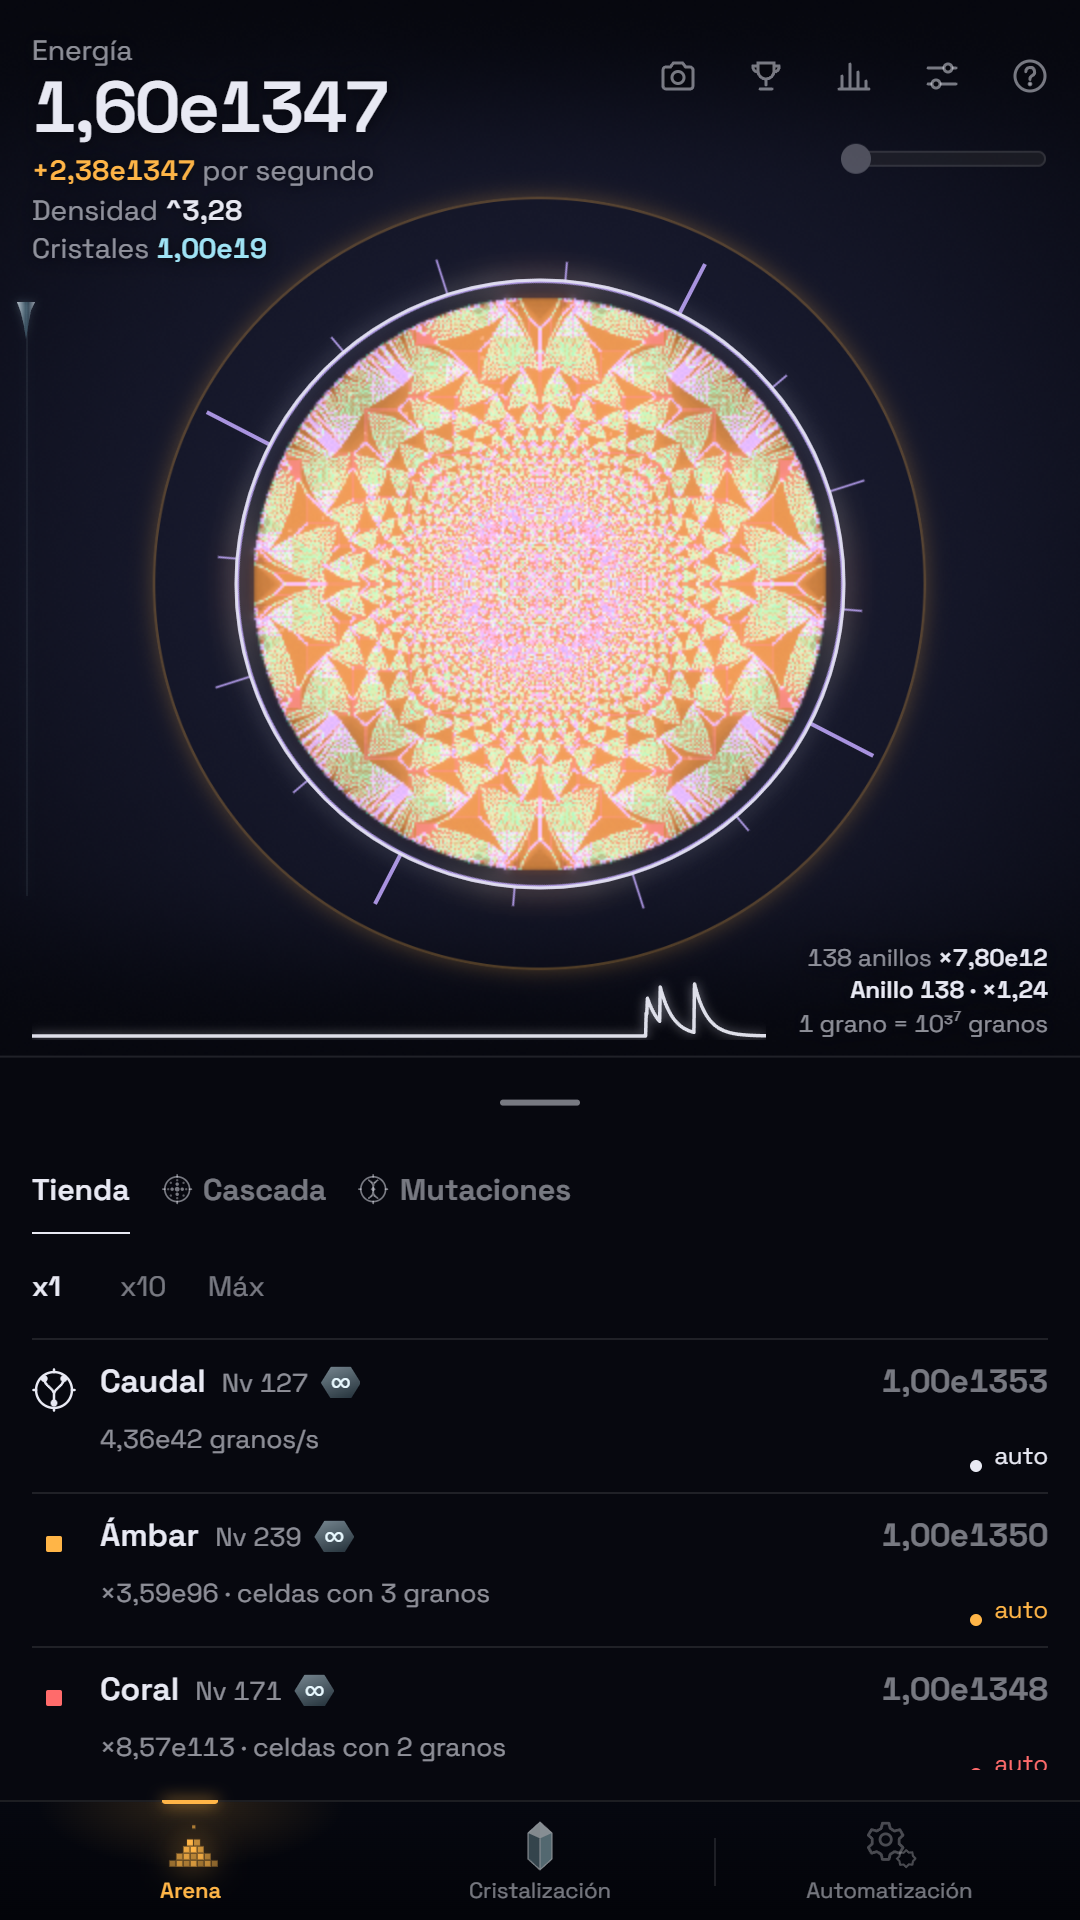 Energía
1,60e1347
+2,38e1347 por segundo
Densidad ^3,28
Cristales 1,00e19
138 anillos ×7,80e12
Anillo 138 · ×1,24
1 grano = 10³⁷ granos
Tienda Cascada Mutaciones
x1 x10 Máx
Caudal Nv 127 ∞ 1,00e1353
4,36e42 granos/s
auto
Ámbar Nv 239 ∞ 1,00e1350
×3,59e96 · celdas con 3 granos
auto
Coral Nv 171 ∞ 1,00e1348
×8,57e113 · celdas con 2 granos
auto
Arena Cristalización Automatización